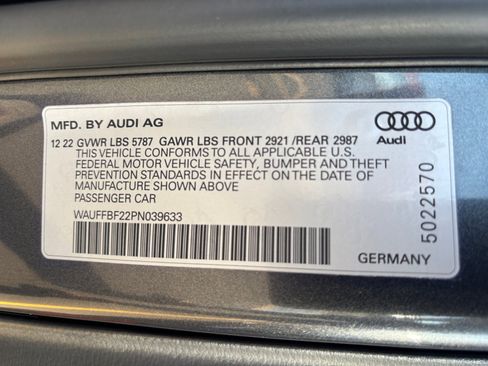 MFD. BY AUDI AG
12 22 GVWR LBS 5787 GAWR LBS FRONT 2921 /REAR 2987
THIS VEHICLE CONFORMS TO ALL APPLICABLE U.S.
FEDERAL MOTOR VEHICLE SAFETY, BUMPER AND THEFT
PREVENTION STANDARDS IN EFFECT ON THE DATE OF
MANUFACTURE SHOWN ABOVE
PASSENGER CAR
WAUFFBF22PN039633
Audi
5022570
GERMANY